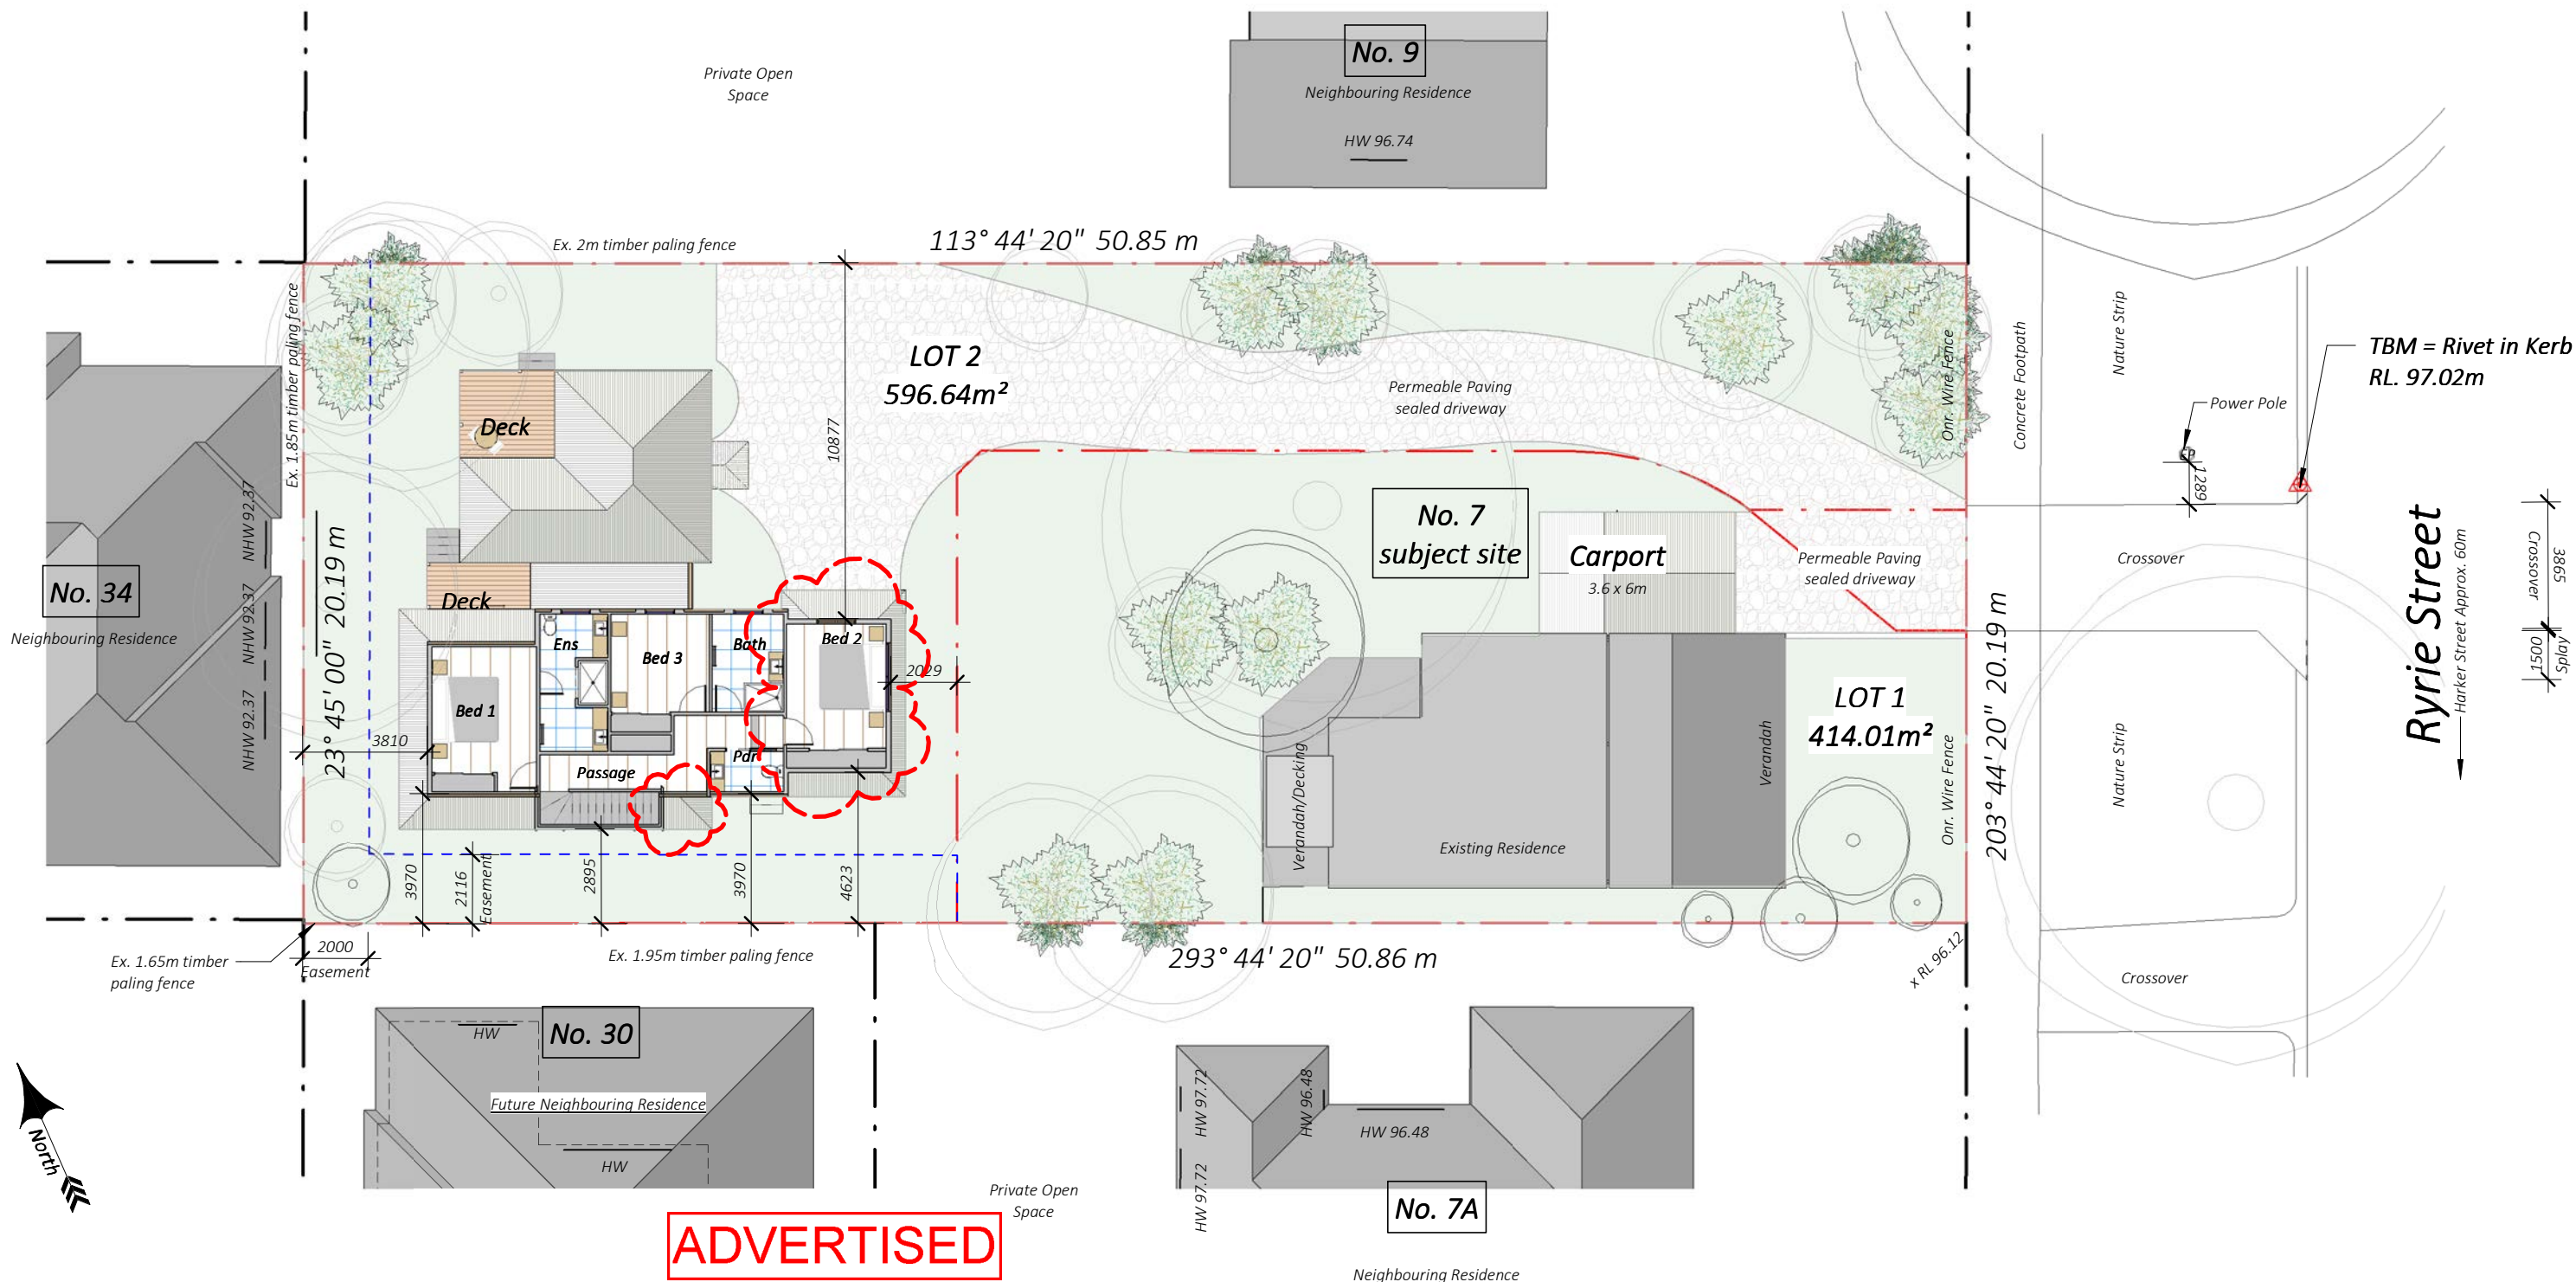 No. 9
Neighbouring Residence
HW 96.74
Private Open
Space
Ex. 2m timber paling fence
113° 44' 20" 50.85 m
Ex. 1.85m timber paling fence
LOT 2
596.64m²
10877
Permeable Paving
sealed driveway
Onr. Wire Fence
Concrete Footpath
Nature Strip
TBM = Rivet in Kerb
RL. 97.02m
Power Pole
EP
1289
Deck
Deck
No. 7
subject site
Carport
3.6 x 6m
Permeable Paving
sealed driveway
Crossover
Ryrie Street
Harker Street Approx. 60m
3865
Crossover
1500
Splay
No. 34
Neighbouring Residence
NHW 92.37
NHW 92.37
NHW 92.37
23° 45' 00" 20.19 m
3810
Ens
Bed 3
Bath
Bed 2
2029
Bed 1
Passage
Pdr
LOT 1
414.01m²
203° 44' 20" 20.19 m
Verandah/Decking
Verandah
Existing Residence
Onr. Wire Fence
Nature Strip
3970
2116
Easement
2895
3970
4623
2000
Easement
Ex. 1.65m timber
paling fence
Ex. 1.95m timber paling fence
293° 44' 20" 50.86 m
x RL 96.12
Crossover
HW
No. 30
Future Neighbouring Residence
HW
HW 97.72
HW 96.48
HW 96.48
HW 97.72
No. 7A
Private Open
Space
North
ADVERTISED
Neighbouring Residence